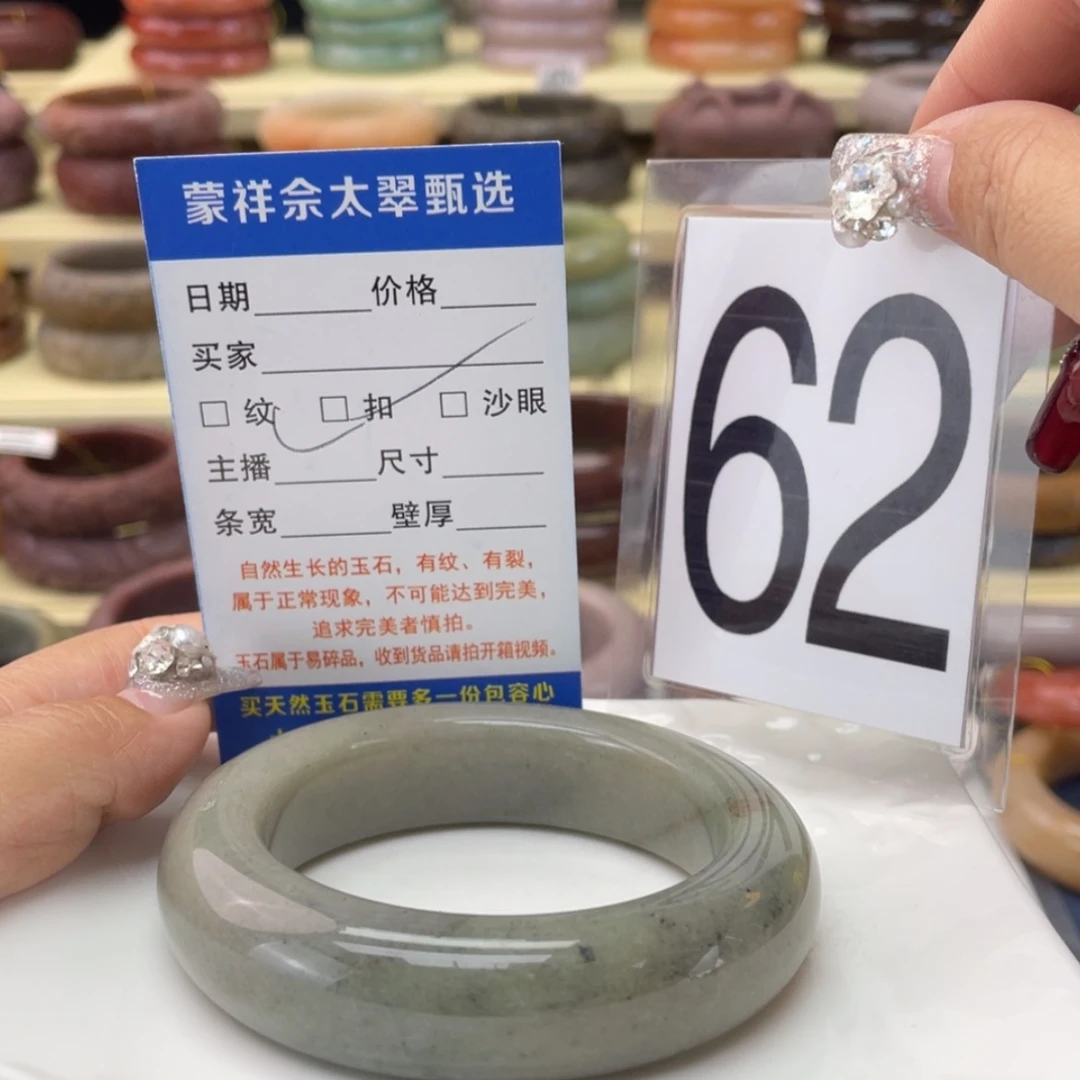 蒙祥佘太翠甄选
日期 价格
买家
□ 纹 □ 扣 □ 沙眼
主播 尺寸
条宽 壁厚
自然生长的玉石，有纹、有裂，
属于正常现象，不可能达到完美，
追求完美者慎拍。
玉石属于易碎品，收到货品请拍开箱视频。
买天然玉石需要多一份包容心
62